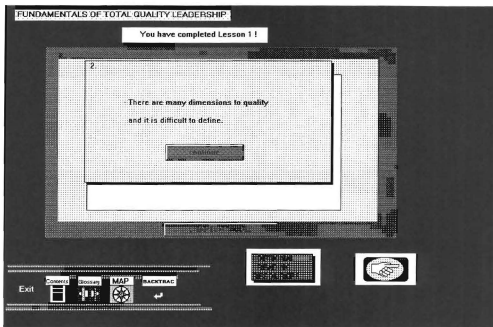 FUNDAMENTALS OF TOTAL QUALITY LEADERSHIP
You have completed Lesson 1 !
2.
There are many dimensions to quality
and it is difficult to define.
Exit
Contents
Glossary
MAP
BACKTRAC